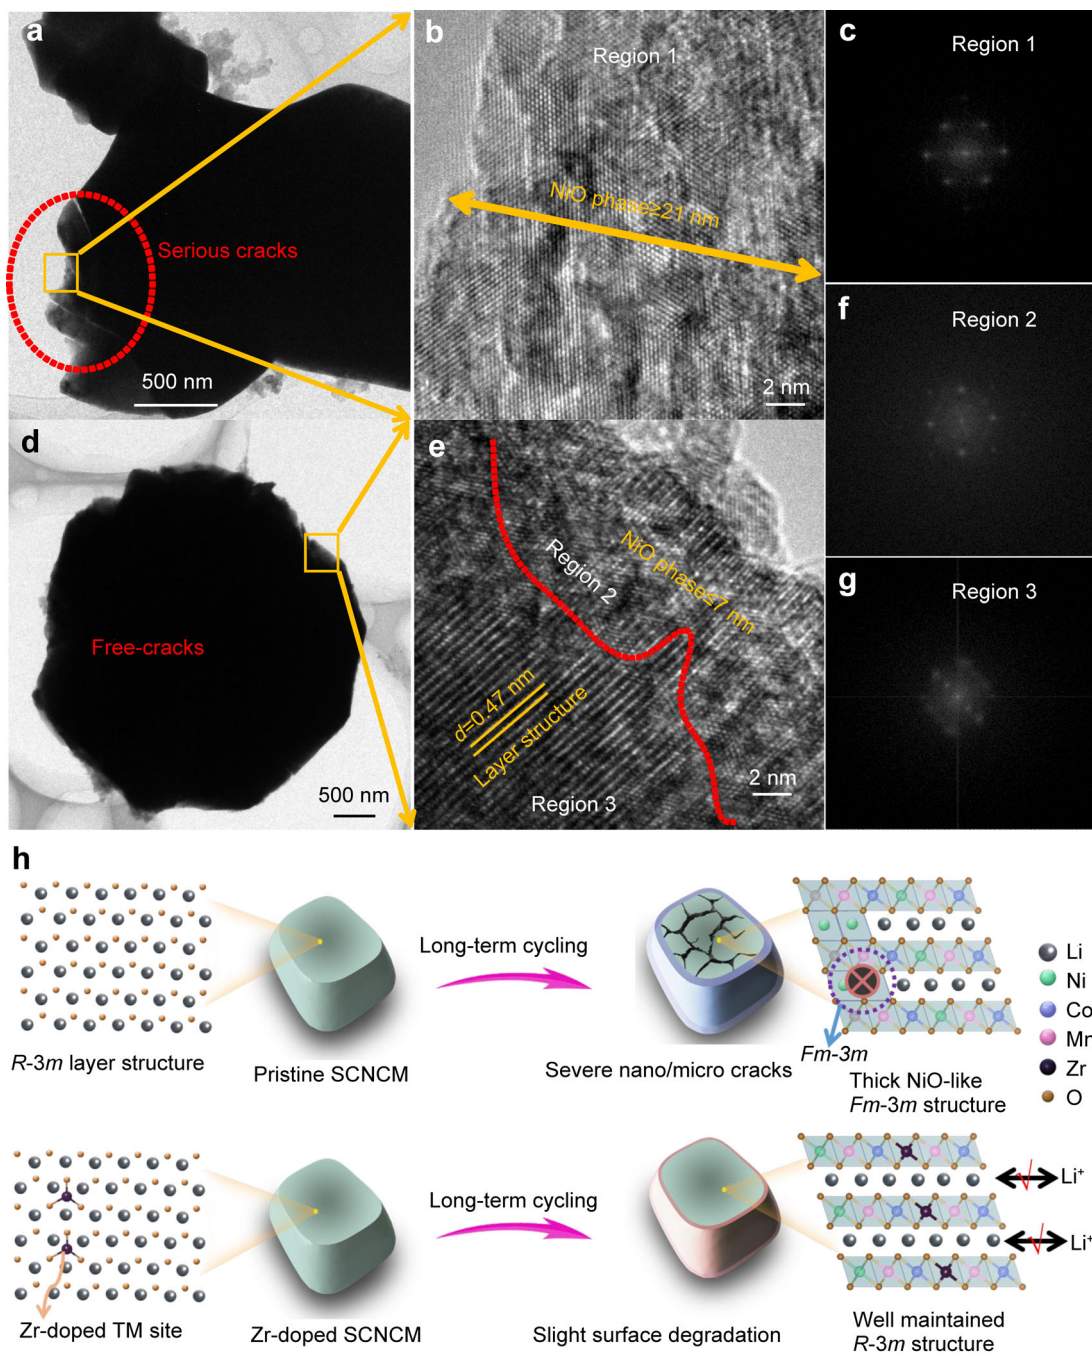 a
Serious cracks
500 nm
b
Region 1
NiO phase≥21 nm
2 nm
c
Region 1
d
Free-cracks
500 nm
e
Region 2
NiO phase≤7 nm
d=0.47 nm
Layer structure
Region 3
2 nm
f
Region 2
g
Region 3
h
R-3m layer structure
Pristine SCNCM
Long-term cycling
Severe nano/micro cracks
Fm-3m
Thick NiO-like
Fm-3m structure
Li
Ni
Co
Mn
Zr
O
Zr-doped TM site
Zr-doped SCNCM
Long-term cycling
Slight surface degradation
Li⁺
Li⁺
Well maintained
R-3m structure